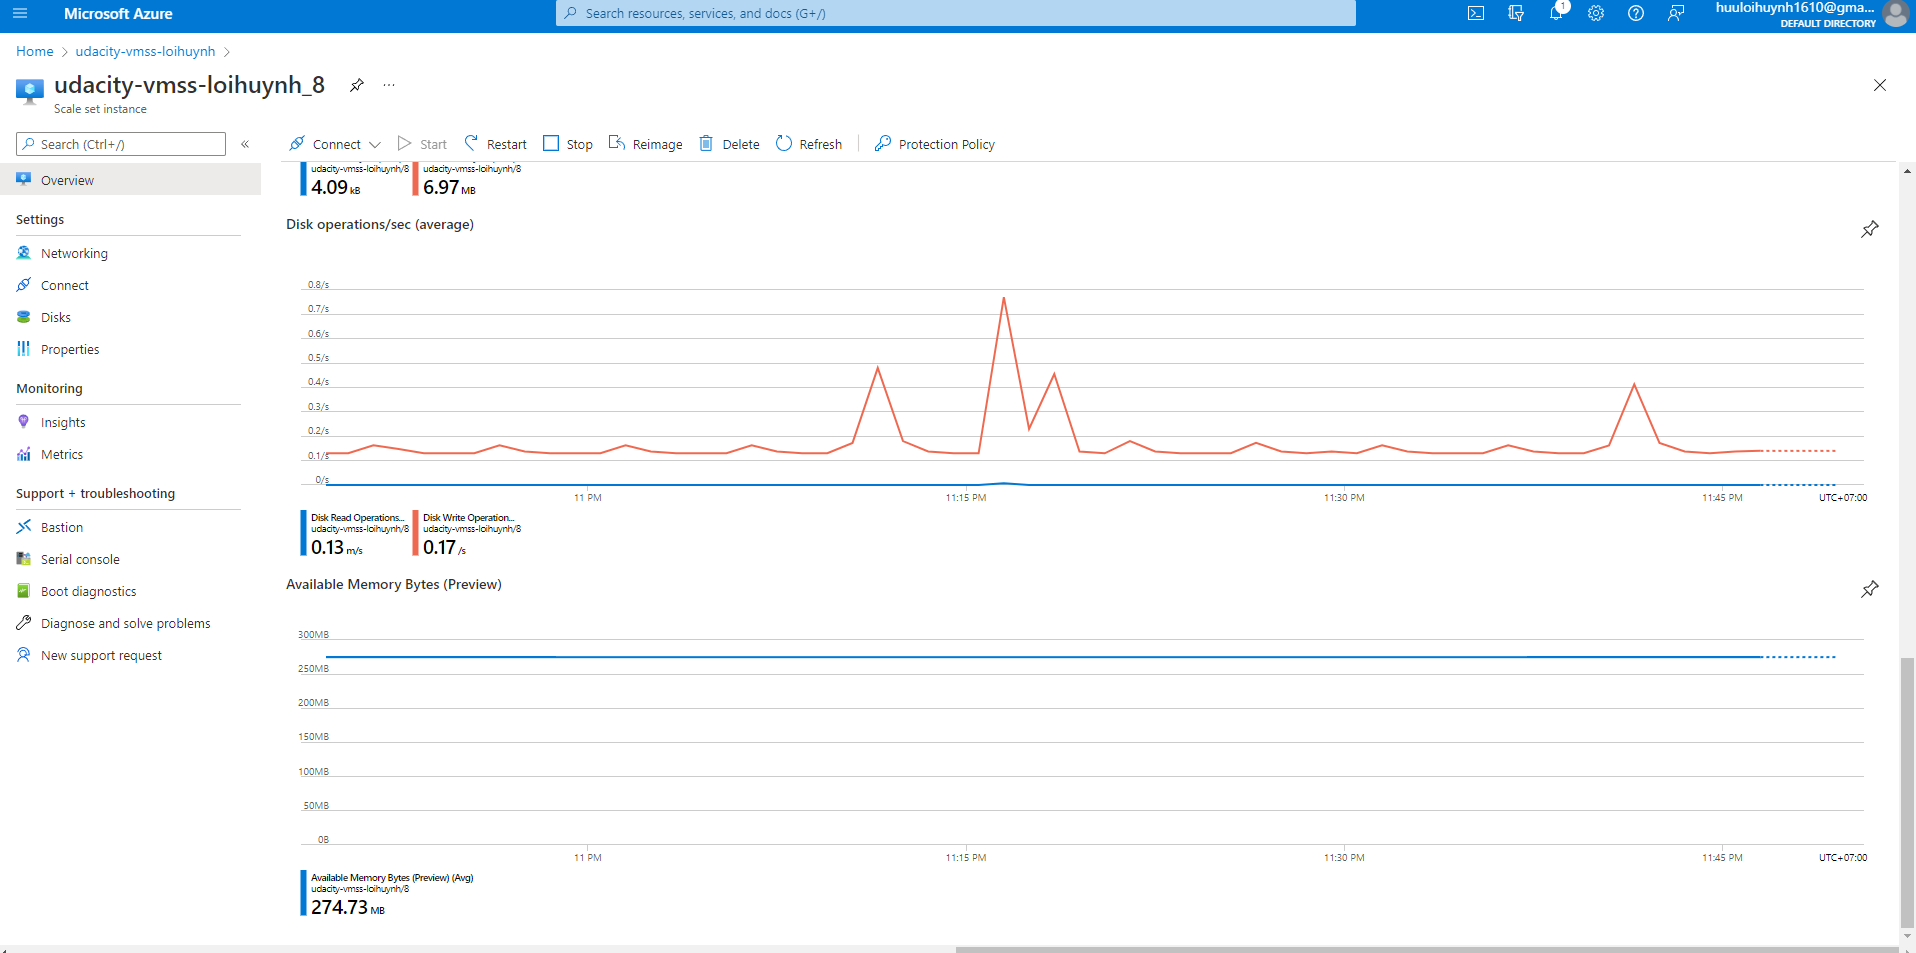 Microsoft Azure
Search resources, services, and docs (G+/)
1
huuloihuynh1610@gma...
DEFAULT DIRECTORY
Home > udacity-vmss-loihuynh >
udacity-vmss-loihuynh_8
...
Scale set instance
Search (Ctrl+/)
«
Connect
Start
Restart
Stop
Reimage
Delete
Refresh
Protection Policy
Overview
Settings
Networking
Connect
Disks
Properties
Monitoring
Insights
Metrics
Support + troubleshooting
Bastion
Serial console
Boot diagnostics
Diagnose and solve problems
New support request
udacity-vmss-loihuynh/8
4.09 kB
udacity-vmss-loihuynh/8
6.97 MB
Disk operations/sec (average)
0.8/s
0.7/s
0.6/s
0.5/s
0.4/s
0.3/s
0.2/s
0.1/s
0/s
11 PM
11:15 PM
11:30 PM
11:45 PM
UTC+07:00
Disk Read Operations...
udacity-vmss-loihuynh/8
0.13 m/s
Disk Write Operation...
udacity-vmss-loihuynh/8
0.17 /s
Available Memory Bytes (Preview)
300MB
250MB
200MB
150MB
100MB
50MB
0B
11 PM
11:15 PM
11:30 PM
11:45 PM
UTC+07:00
Available Memory Bytes (Preview) (Avg)
udacity-vmss-loihuynh/8
274.73 MB